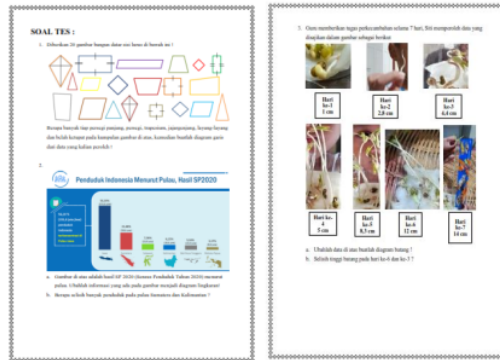 SOAL TES :
1. Diberikan 20 gambar bangun datar sus lurus di bawah ini !
Berapa banyak tiap persegi panjang, persegi, trapesium, jajargenjang, layang-layang
dan belah ketupat pada kumpulan gambar di atas, kemudian buatlah diagram garis
dari data yang kalian peroleh !
2.
Penduduk Indonesia Menurut Pulau, Hasil SP2020
a. Gambar di atas adalah hasil SP 2020 (Sensus Penduduk Tahun 2020) menurut
pulau. Ubahlah informasi yang ada pada gambar menjadi diagram lingkaran!
b. Berapa selisih banyak penduduk pada pulau Sumatera dan Kalimantan ?
3. Guru memberikan tugas perkecambahan selama 7 hari, Siti memperoleh data yang
disajikan dalam gambar sebagai berikut
Hari
ke-1
1 cm
Hari
ke-2
2,8 cm
Hari
ke-3
4,4 cm
Hari ke-
4
5 cm
Hari
ke-5
8,3 cm
Hari
ke-6
12 cm
Hari
ke-7
14 cm
a. Ubahlah data di atas buatlah diagram batang !
b. Selisih tinggi batang pada hari ke-6 dan ke-3 ?